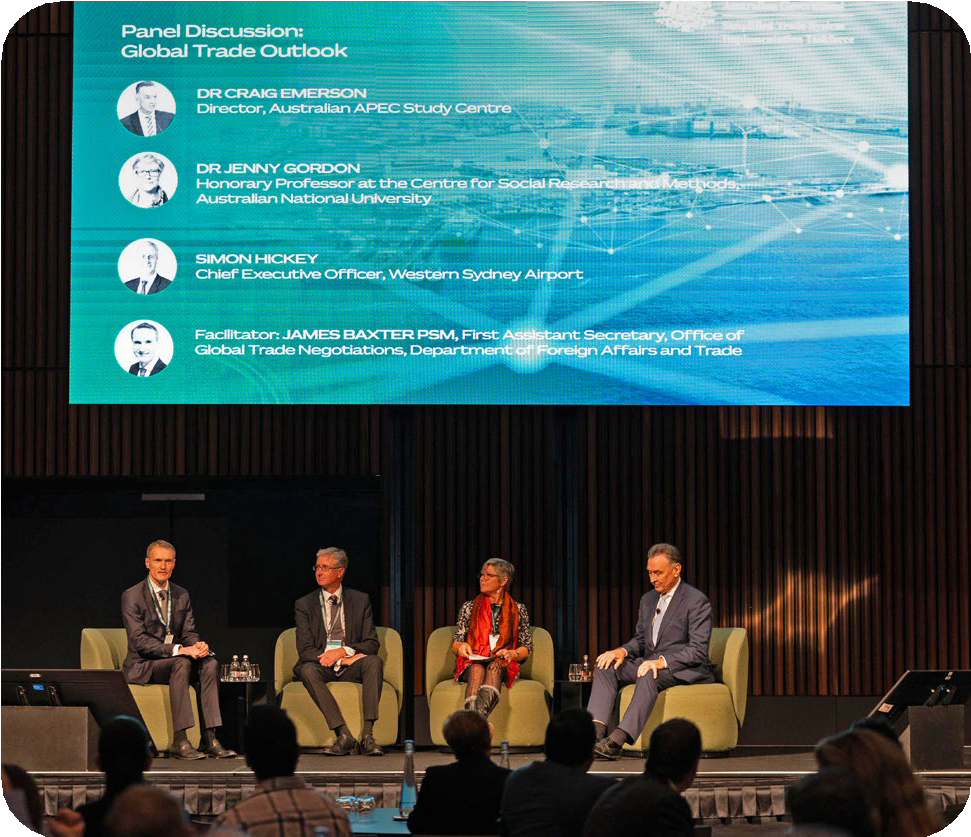 Panel Discussion:
Global Trade Outlook
DR CRAIG EMERSON
Director, Australian APEC Study Centre
DR JENNY GORDON
Honorary Professor at the Centre for Social Research and Methods,
Australian National University
SIMON HICKEY
Chief Executive Officer, Western Sydney Airport
Facilitator: JAMES BAXTER PSM, First Assistant Secretary, Office of
Global Trade Negotiations, Department of Foreign Affairs and Trade